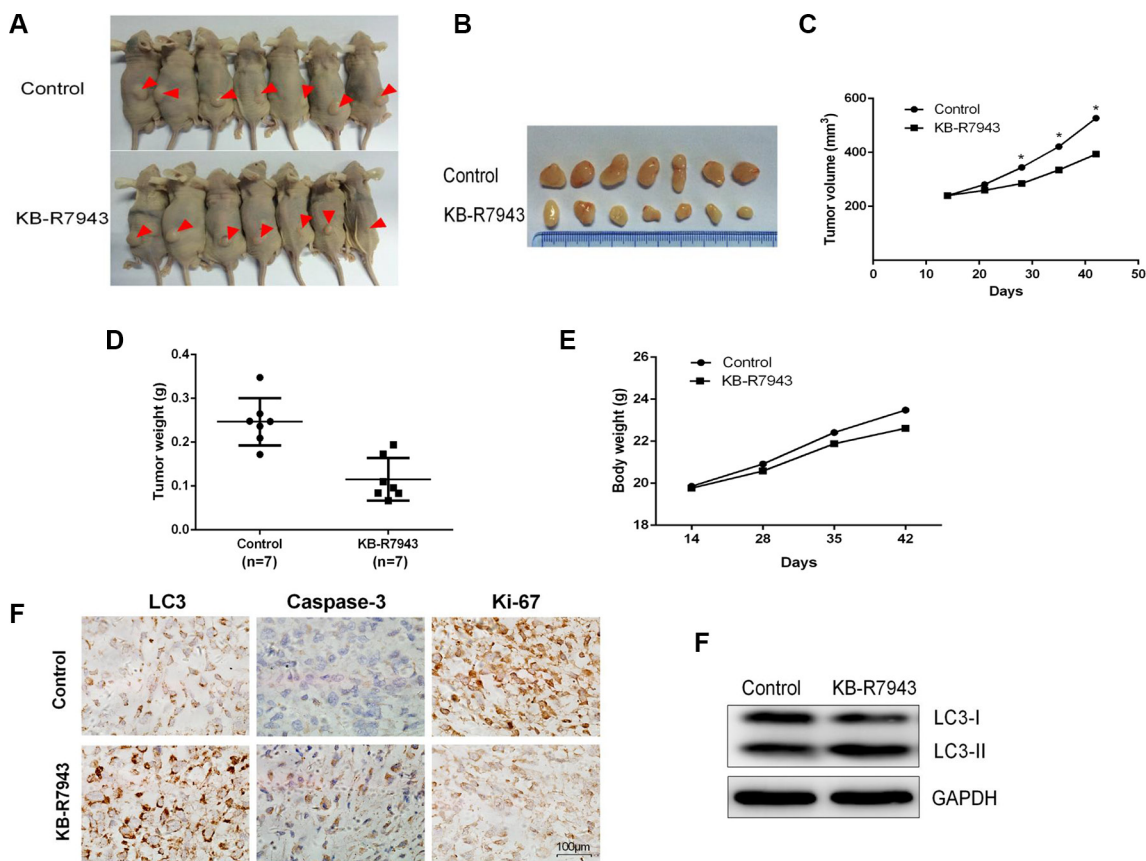 A
Control
KB-R7943
B
Control
KB-R7943
C
Tumor volume (mm³)
600
400
200
0
10
20
30
40
50
Days
Control
KB-R7943
*
*
*
D
Tumor weight (g)
0.4
0.3
0.2
0.1
0.0
Control
(n=7)
KB-R7943
(n=7)
E
Body weight (g)
26
24
22
20
18
14
28
35
42
Days
Control
KB-R7943
F
LC3
Caspase-3
Ki-67
Control
KB-R7943
100μm
F
Control
KB-R7943
LC3-I
LC3-II
GAPDH